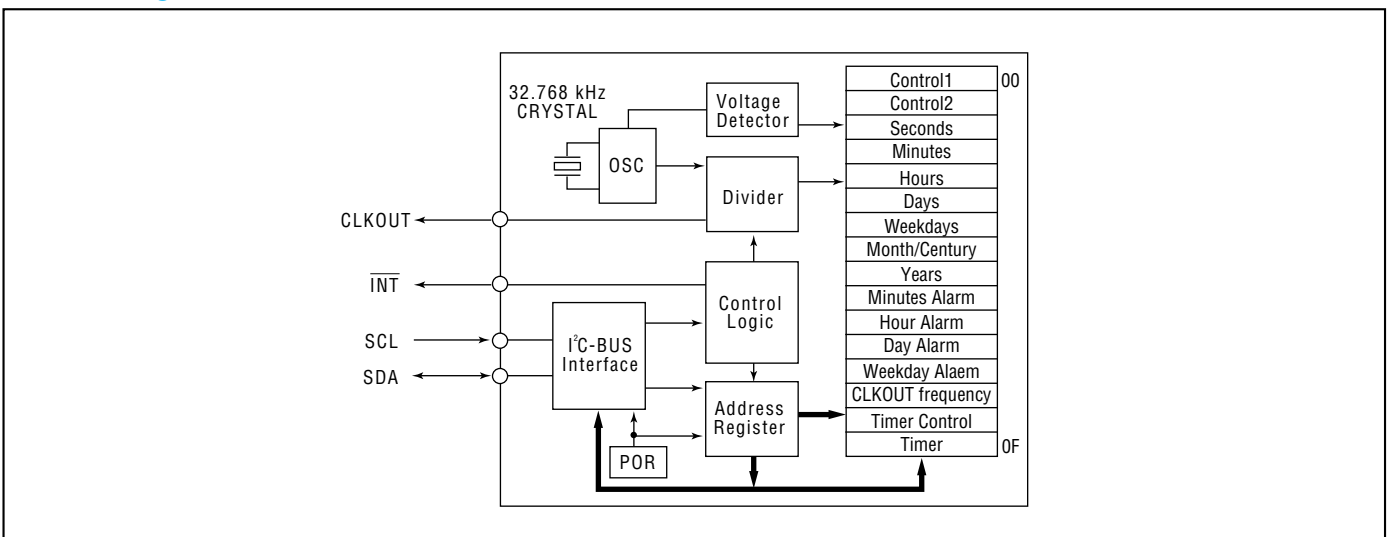 32.768 kHz
CRYSTAL
OSC
Voltage
Detector
Divider
CLKOUT
INT
Control
Logic
SCL
SDA
I²C-BUS
Interface
Address
Register
POR
Control1
00
Control2
Seconds
Minutes
Hours
Days
Weekdays
Month/Century
Years
Minutes Alarm
Hour Alarm
Day Alarm
Weekday Alaem
CLKOUT frequency
Timer Control
Timer
0F